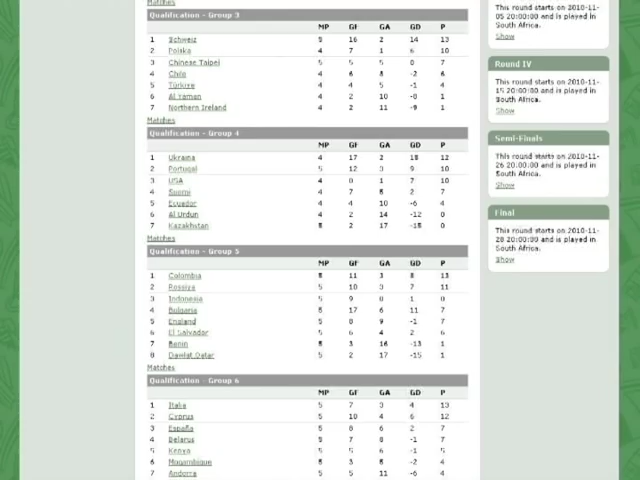 Matches
Qualification - Group 3
MP GF GA GD P
1 Schweiz 5 16 2 14 13
2 Polska 4 7 1 6 10
3 Chinese Taipei 5 5 5 0 7
4 Chile 4 6 8 -2 6
5 Türkiye 4 4 5 -1 4
6 Al Yaman 4 2 10 -8 1
7 Northern Ireland 4 2 11 -9 1
Matches
Qualification - Group 4
MP GF GA GD P
1 Ukraina 4 17 2 15 12
2 Portugal 5 12 3 9 10
3 USA 4 8 1 7 10
4 Suomi 4 7 5 2 7
5 Ecuador 4 4 10 -6 4
6 Al Urdun 4 2 14 -12 0
7 Kazakhstan 5 2 17 -15 0
Matches
Qualification - Group 5
MP GF GA GD P
1 Colombia 5 11 3 8 13
2 Rossiya 5 10 3 7 11
3 Indonesia 5 9
4 Bulgaria 5 17 6 11 7
5 England 5 8 9 -1 7
6 El Salvador 5 6 4 2 6
7 Benin 5 3 16 -13 1
8 Dawlat Qatar 5 2 17 -15 1
Matches
Qualification - Group 6
MP GF GA GD P
1 Italia 5 7 3 4 13
2 Cyprus 5 10 4 6 12
3 España 5 8 6 2 7
4 Belarus 5 7 8 -1 7
5 Kenya 5 5 6 -1 5
6 Moçambique 5 3 5 -2 4
7 Andorra 5 5 11 -6 4
This round starts on 2010-11-
05 20:00:00 and is played in
South Africa.
Show
Round IV
This round starts on 2010-11-
15 20:00:00 and is played in
South Africa.
Show
Semi-Finals
This round starts on 2010-11-
26 20:00:00 and is played in
South Africa.
Show
Final
This round starts on 2010-11-
28 20:00:00 and is played in
South Africa.
Show